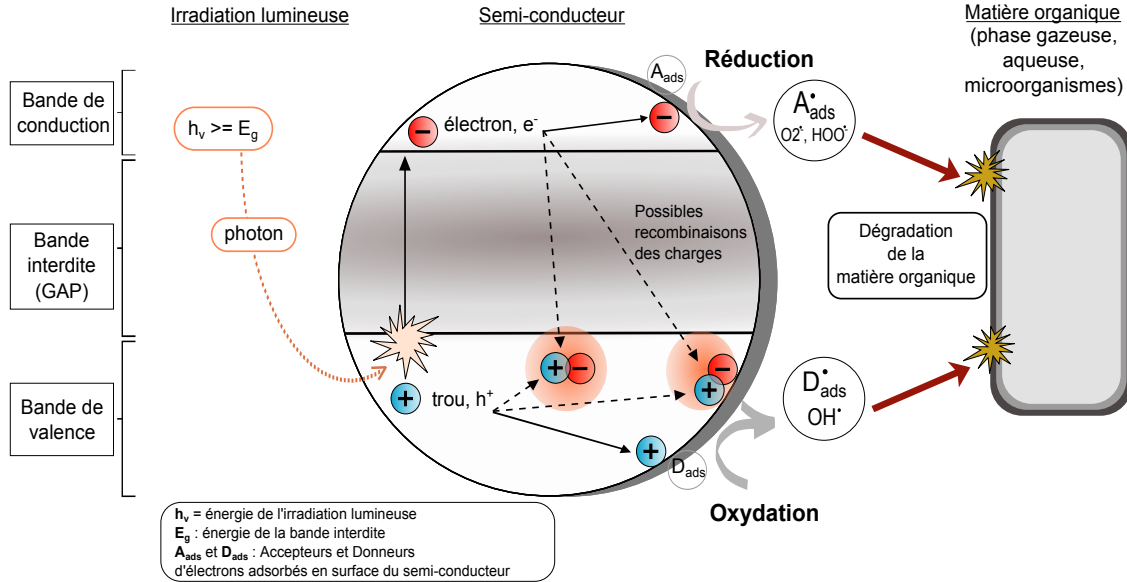 Irradiation lumineuse
Semi-conducteur
Matière organique
(phase gazeuse,
aqueuse,
microorganismes)
Bande de
conduction
Bande
interdite
(GAP)
Bande de
valence
hv >= Eg
photon
électron, e-
Aads
Réduction
A•ads
O2•, HOO•-
Possibles
recombinaisons
des charges
Dégradation
de la
matière organique
trou, h+
Dads
D•ads
OH•
Oxydation
hv = énergie de l'irradiation lumineuse
Eg : énergie de la bande interdite
Aads et Dads : Accepteurs et Donneurs
d'électrons adsorbés en surface du semi-conducteur